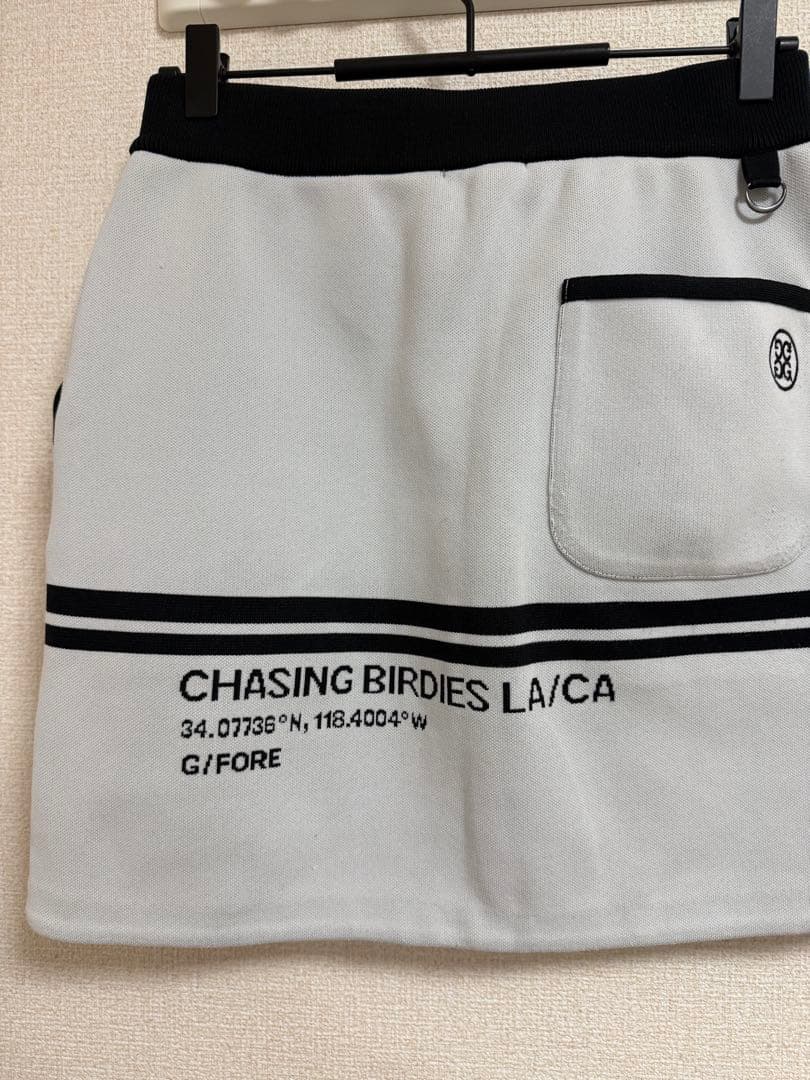 CHASING BIRDIES LA/CA
34.07736°N, 118.4004°W
G/FORE